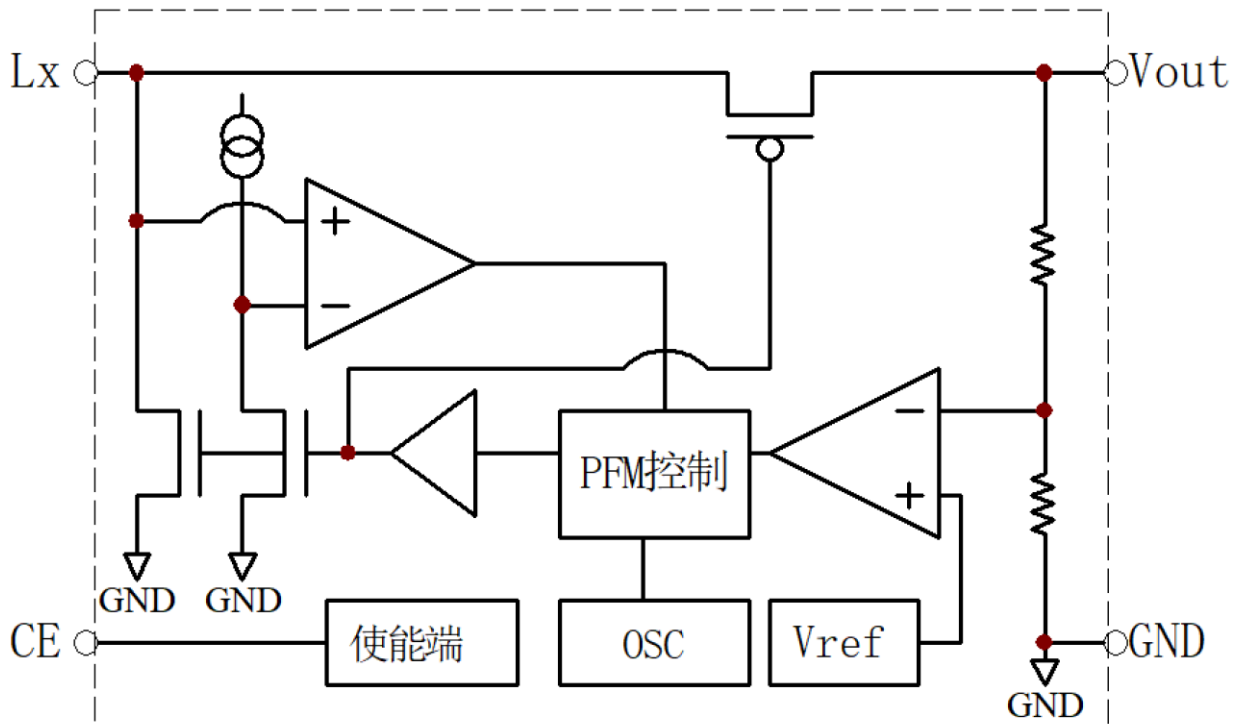 Lx
Vout
+
−
PFM控制
−
+
GND
GND
CE
使能端
OSC
Vref
GND
GND